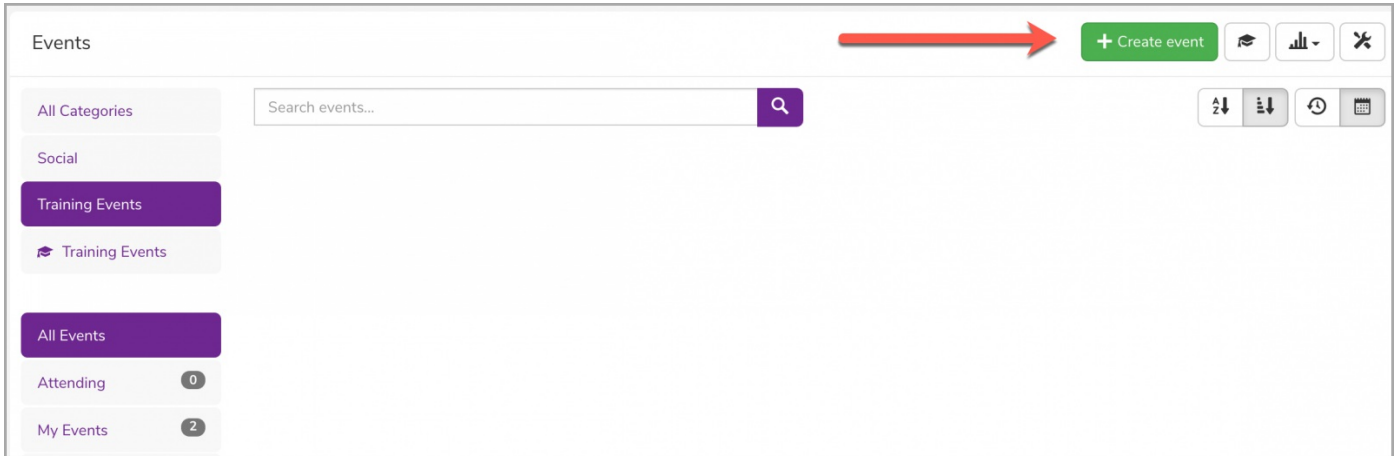 Events
+ Create event
All Categories
Search events...
Social
Training Events
Training Events
All Events
Attending 0
My Events 2